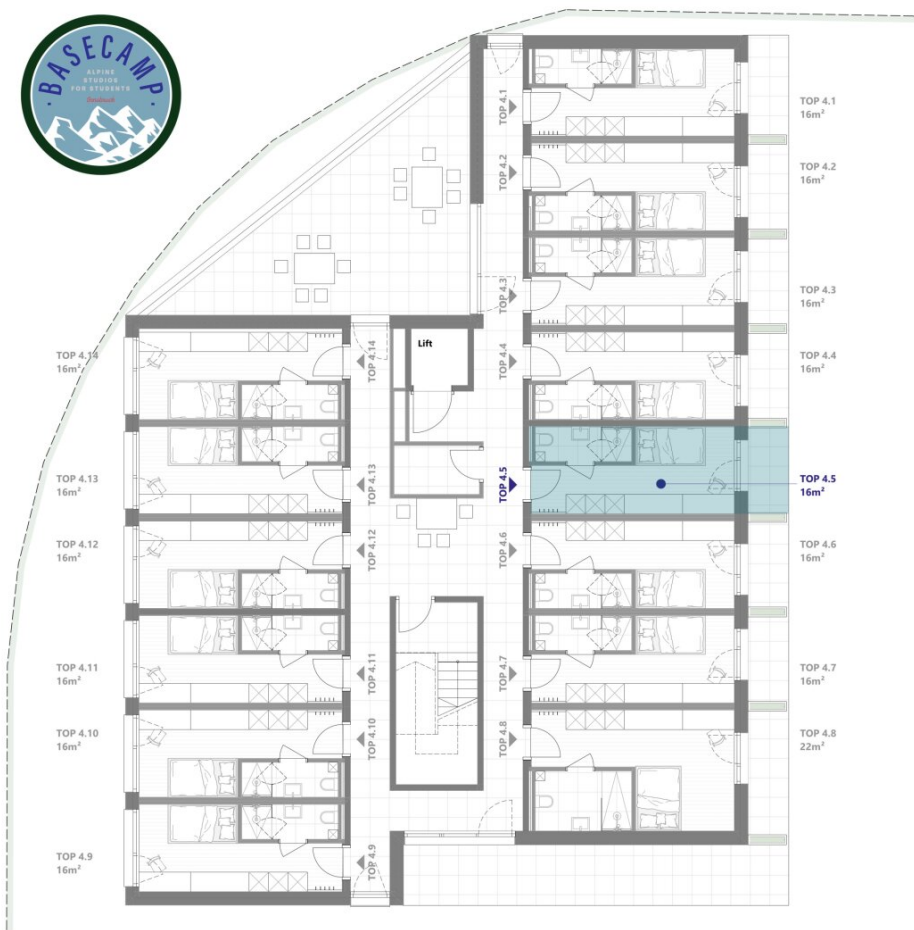 BASECAMP
ALPINE
STUDIOS
FOR STUDENTS
Innsbruck
TOP 4.1
TOP 4.1
16m²
TOP 4.2
TOP 4.2
16m²
TOP 4.3
TOP 4.3
16m²
Lift
TOP 4.14
16m²
TOP 4.14
TOP 4.4
TOP 4.4
16m²
TOP 4.13
16m²
TOP 4.13
TOP 4.5
TOP 4.5
16m²
TOP 4.12
16m²
TOP 4.12
TOP 4.6
TOP 4.6
16m²
TOP 4.11
16m²
TOP 4.11
TOP 4.7
TOP 4.7
16m²
TOP 4.10
16m²
TOP 4.10
TOP 4.8
TOP 4.8
22m²
TOP 4.9
16m²
TOP 4.9